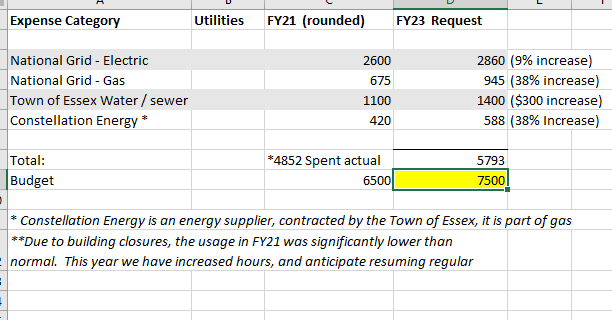 Expense Category Utilities FY21 (rounded) FY23 Request
National Grid - Electric 2600 2860 (9% increase)
National Grid - Gas 675 945 (38% increase)
Town of Essex Water / sewer 1100 1400 ($300 increase)
Constellation Energy * 420 588 (38% Increase)
Total: *4852 Spent actual 5793
Budget 6500 7500
* Constellation Energy is an energy supplier, contracted by the Town of Essex, it is part of gas
**Due to building closures, the usage in FY21 was significantly lower than
normal. This year we have increased hours, and anticipate resuming regular